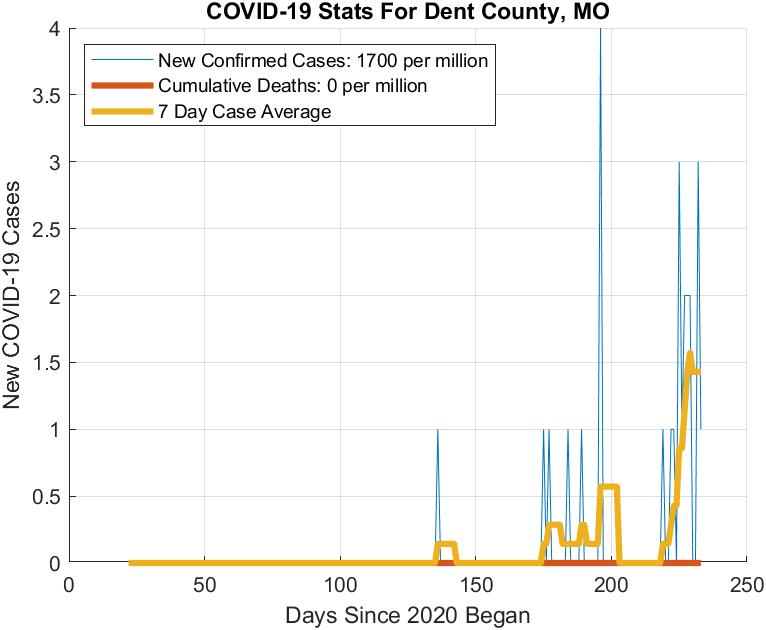 COVID-19 Stats For Dent County, MO
New Confirmed Cases: 1700 per million
Cumulative Deaths: 0 per million
7 Day Case Average
New COVID-19 Cases
4
3.5
3
2.5
2
1.5
1
0.5
0
0 50 100 150 200 250
Days Since 2020 Began